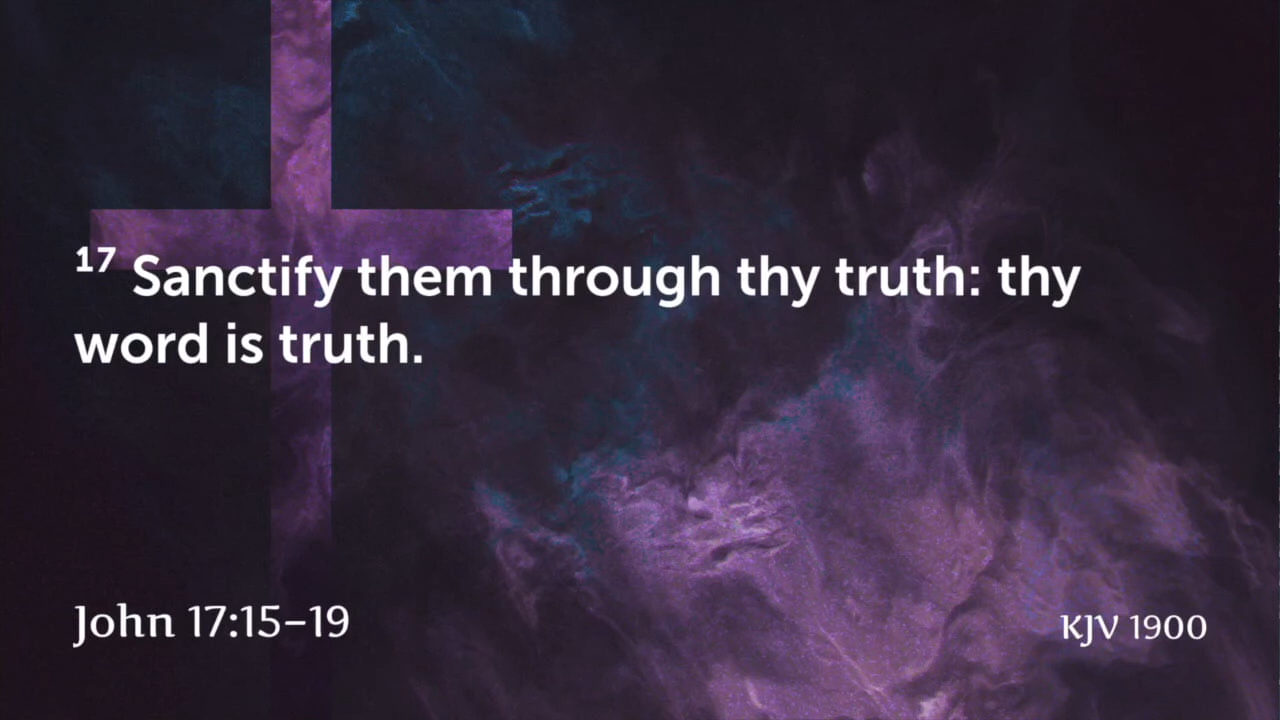 17 Sanctify them through thy truth: thy
word is truth.
John 17:15–19
KJV 1900